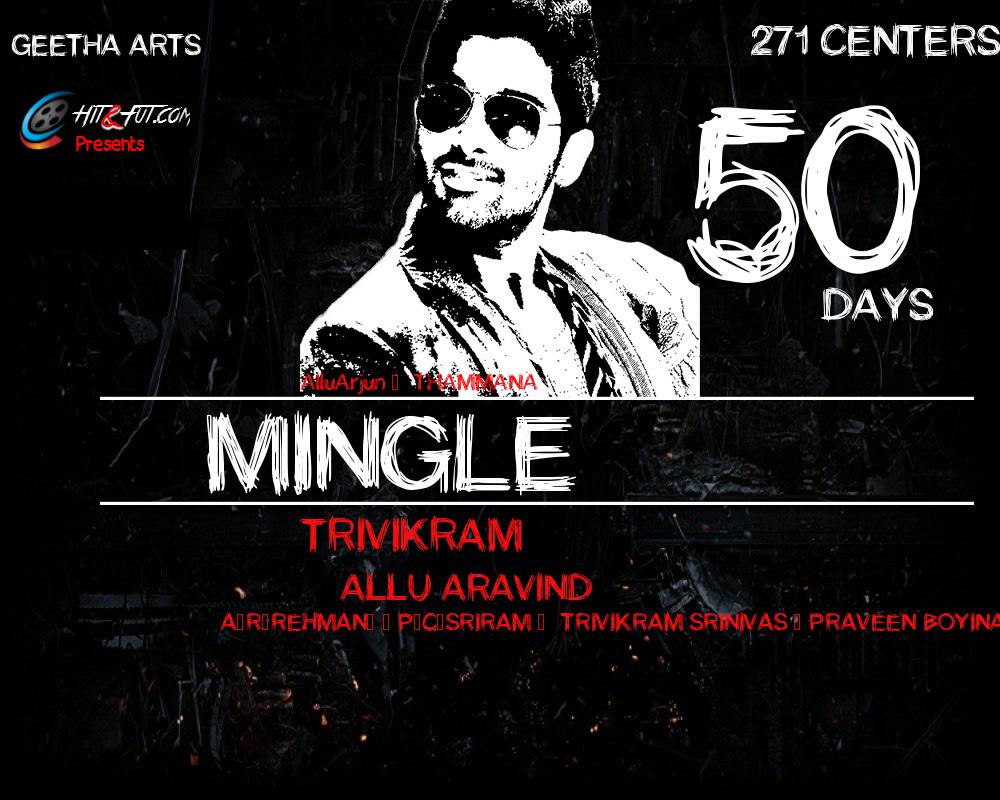 GEETHA ARTS
271 CENTERS
HIT&FUT.COM
Presents
50
DAYS
AlluArjun □ THAMMANA
MINGLE
TRIVIKRAM
ALLU ARAVIND
A□R□REHMAN□ □ P□C□SRIRAM □ TRIVIKRAM SRINIVAS □ PRAVEEN BOYINA